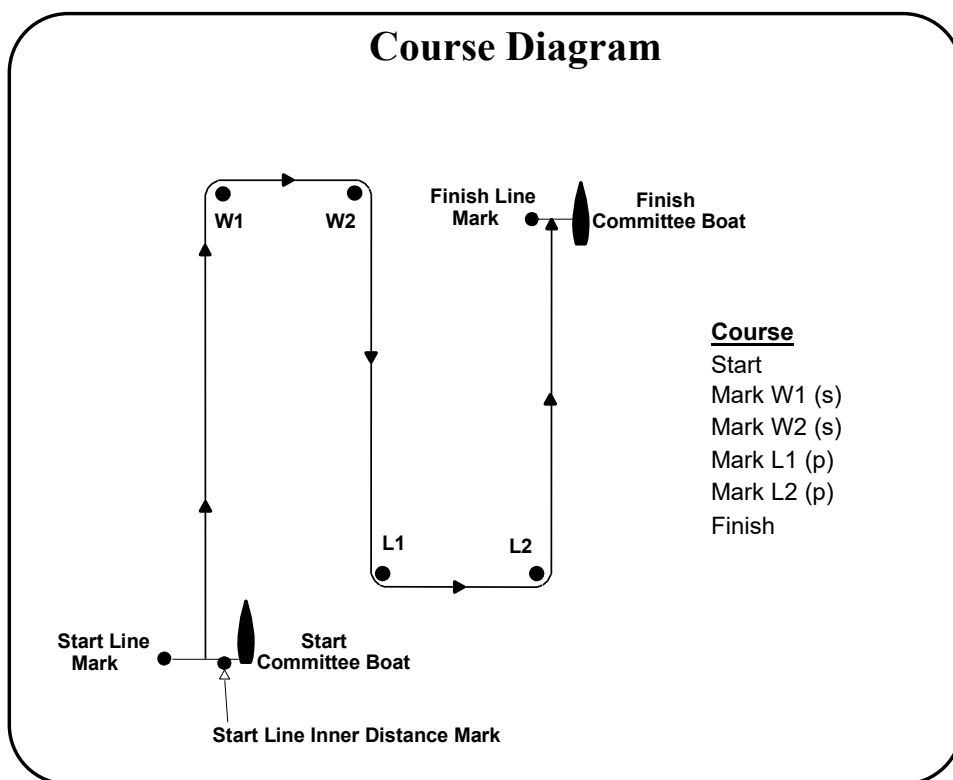 Course Diagram
W1
W2
Finish Line
Mark
Finish
Committee Boat
Course
Start
Mark W1 (s)
Mark W2 (s)
Mark L1 (p)
Mark L2 (p)
Finish
L1
L2
Start Line
Mark
Start
Committee Boat
Start Line Inner Distance Mark